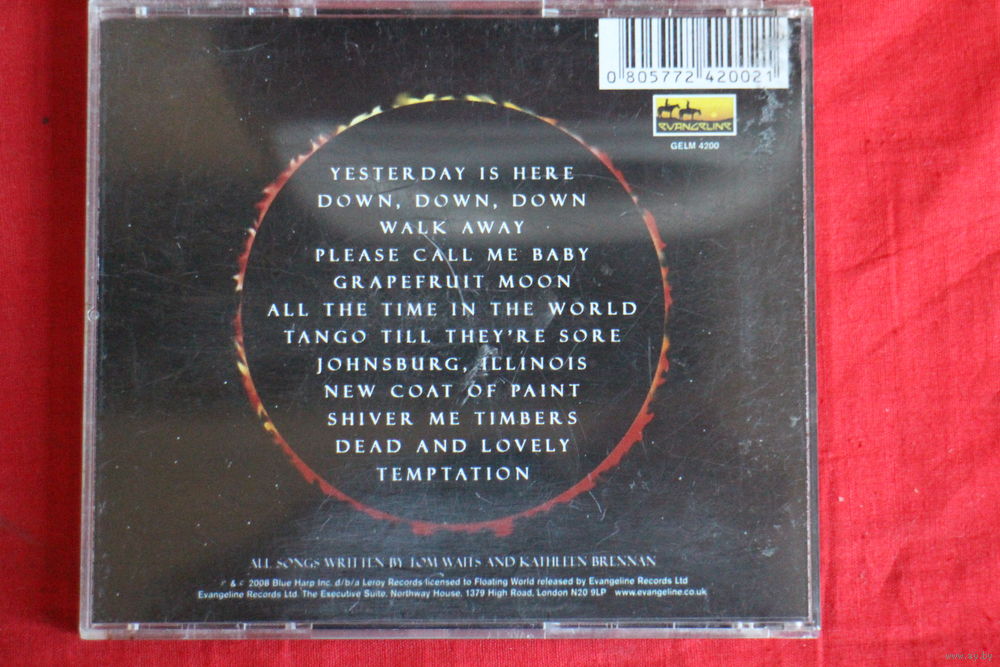 0 805772 420021
EVANGELINE
GELM 4200
YESTERDAY IS HERE
DOWN, DOWN, DOWN
WALK AWAY
PLEASE CALL ME BABY
GRAPEFRUIT MOON
ALL THE TIME IN THE WORLD
TANGO TILL THEY'RE SORE
JOHNSBURG, ILLINOIS
NEW COAT OF PAINT
SHIVER ME TIMBERS
DEAD AND LOVELY
TEMPTATION
ALL SONGS WRITTEN BY TOM WAITS AND KATHLEEN BRENNAN
℗ & © 2008 Blue Harp Inc. d/b/a Leroy Records licensed to Floating World released by Evangeline Records Ltd
Evangeline Records Ltd. The Executive Suite, Northway House, 1379 High Road, London N20 9LP www.evangeline.co.uk
www.ay.by